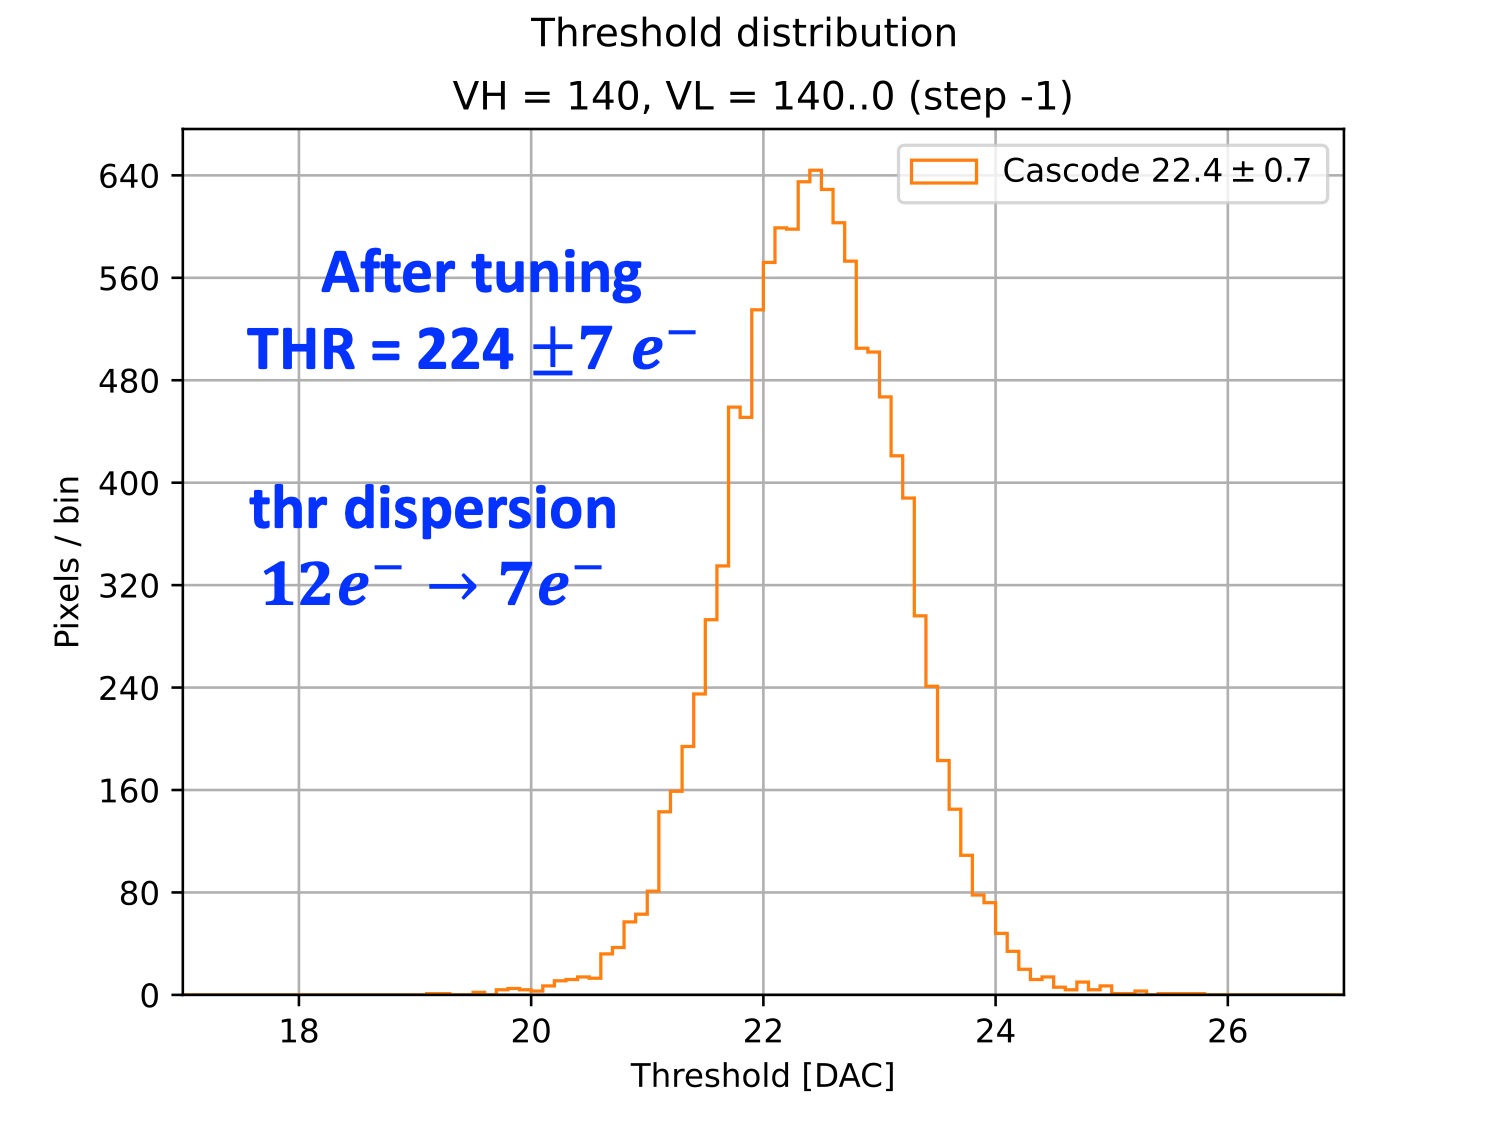 Threshold distribution
VH = 140, VL = 140..0 (step -1)
Cascode 22.4 ± 0.7
After tuning
THR = 224 ±7 e⁻
thr dispersion
12e⁻ → 7e⁻
Pixels / bin
640
560
480
400
320
240
160
80
0
18 20 22 24 26
Threshold [DAC]